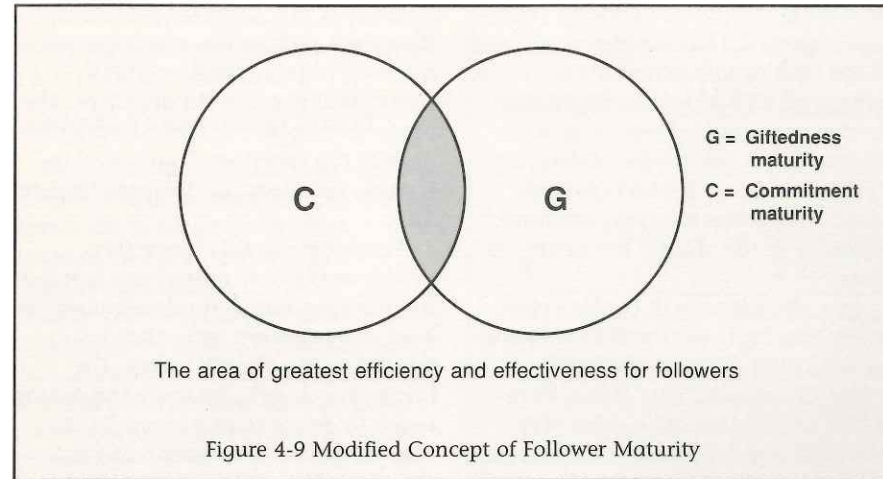 C
G
G = Giftedness
maturity
C = Commitment
maturity
The area of greatest efficiency and effectiveness for followers
Figure 4-9 Modified Concept of Follower Maturity